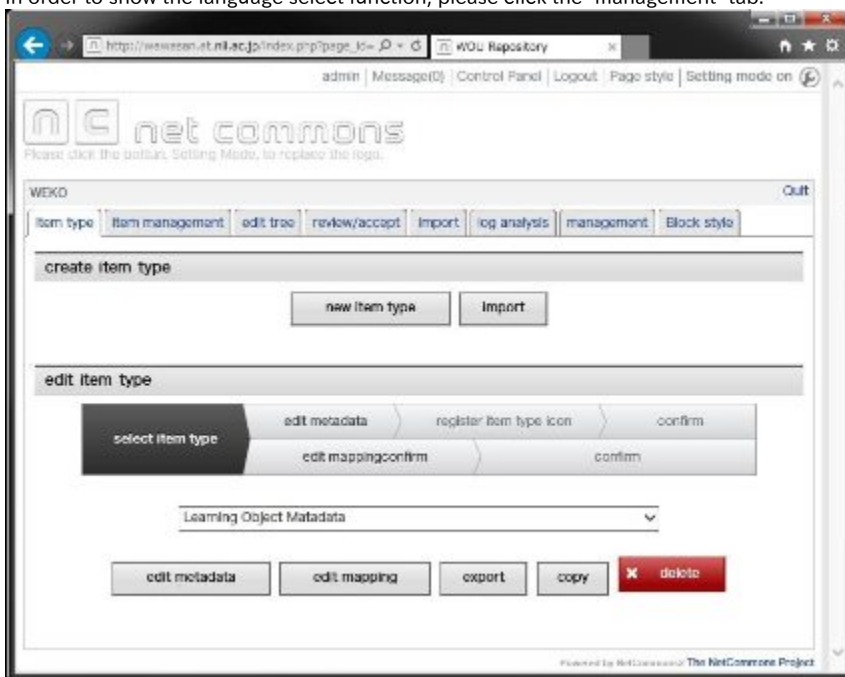 In order to show the language select function, please click the "management" tab.
http://wawasan.at.nii.ac.jp/index.php?page_id= WOU Repository
admin | Message(0) | Control Panel | Logout | Page style | Setting mode on
nc net commons
Please click the button, Setting Mode, to replace the logo.
WEKO Quit
Item type Item management edit tree review/accept import log analysis management Block style
create item type
new item type import
edit item type
select item type
edit metadata register item type icon confirm
edit mappingconfirm confirm
Learning Object Matadata
edit metadata edit mapping export copy × delete
Powered by NetCommons2 The NetCommons Project